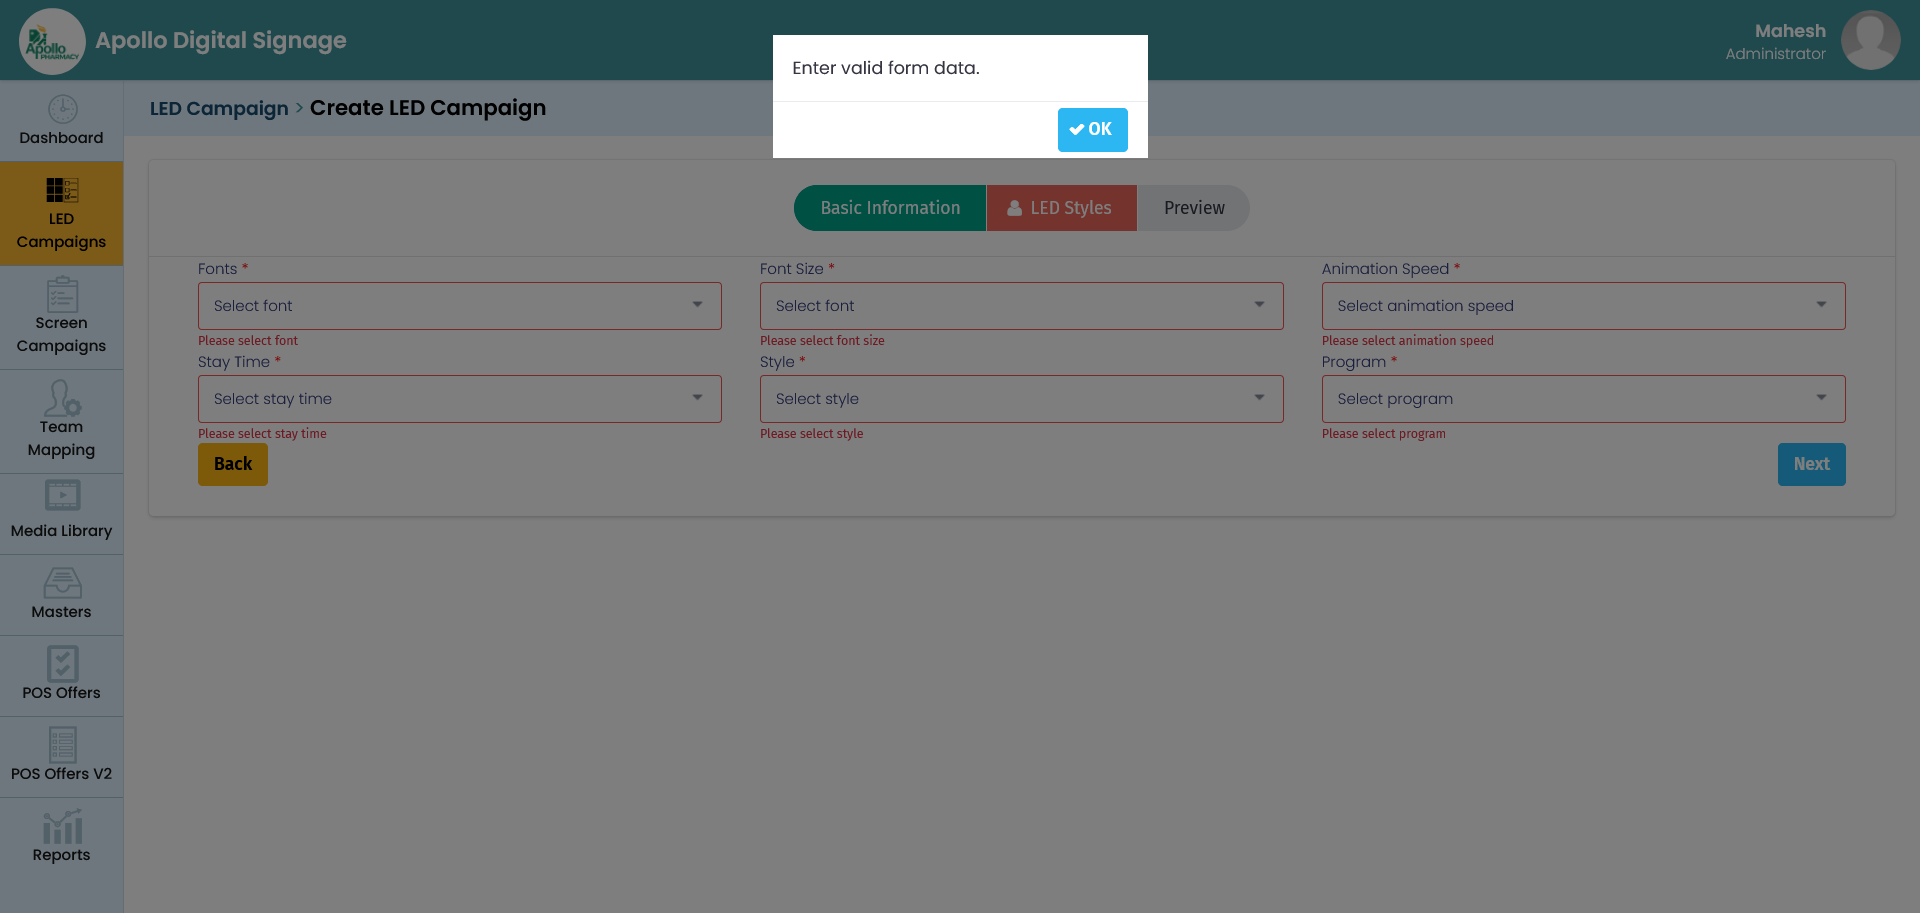 Apollo
PHARMACY
Apollo Digital Signage
Mahesh
Administrator
Enter valid form data.
OK
LED Campaign > Create LED Campaign
Dashboard
LED
Campaigns
Screen
Campaigns
Team
Mapping
Media Library
Masters
POS Offers
POS Offers V2
Reports
Basic Information
LED Styles
Preview
Fonts *
Select font
Please select font
Font Size *
Select font
Please select font size
Animation Speed *
Select animation speed
Please select animation speed
Stay Time *
Select stay time
Please select stay time
Style *
Select style
Please select style
Program *
Select program
Please select program
Back
Next